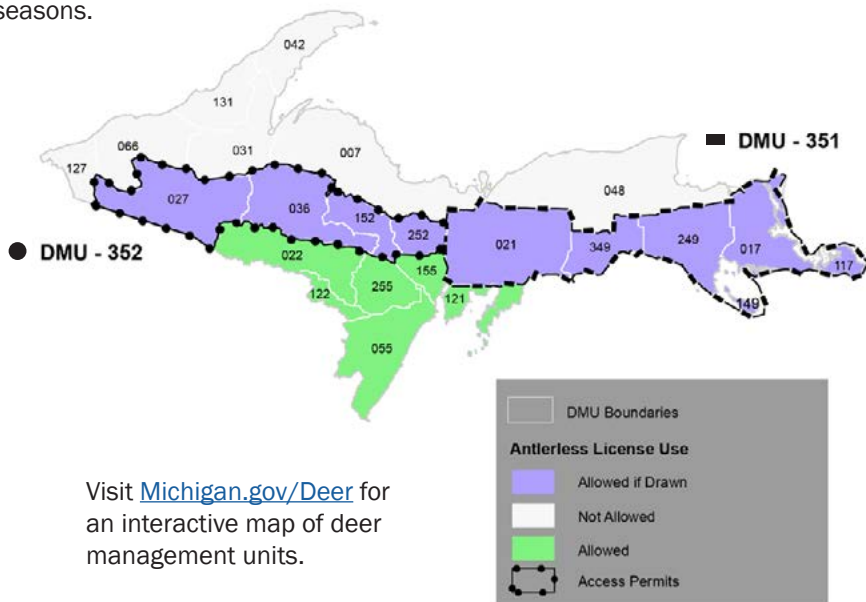 seasons.
042
131
066
031
007
127
048
DMU - 351
027
036
152
252
021
349
249
017
117
149
DMU - 352
022
155
122
255
121
055
DMU Boundaries
Antlerless License Use
Allowed if Drawn
Not Allowed
Allowed
Access Permits
Visit Michigan.gov/Deer for
an interactive map of deer
management units.